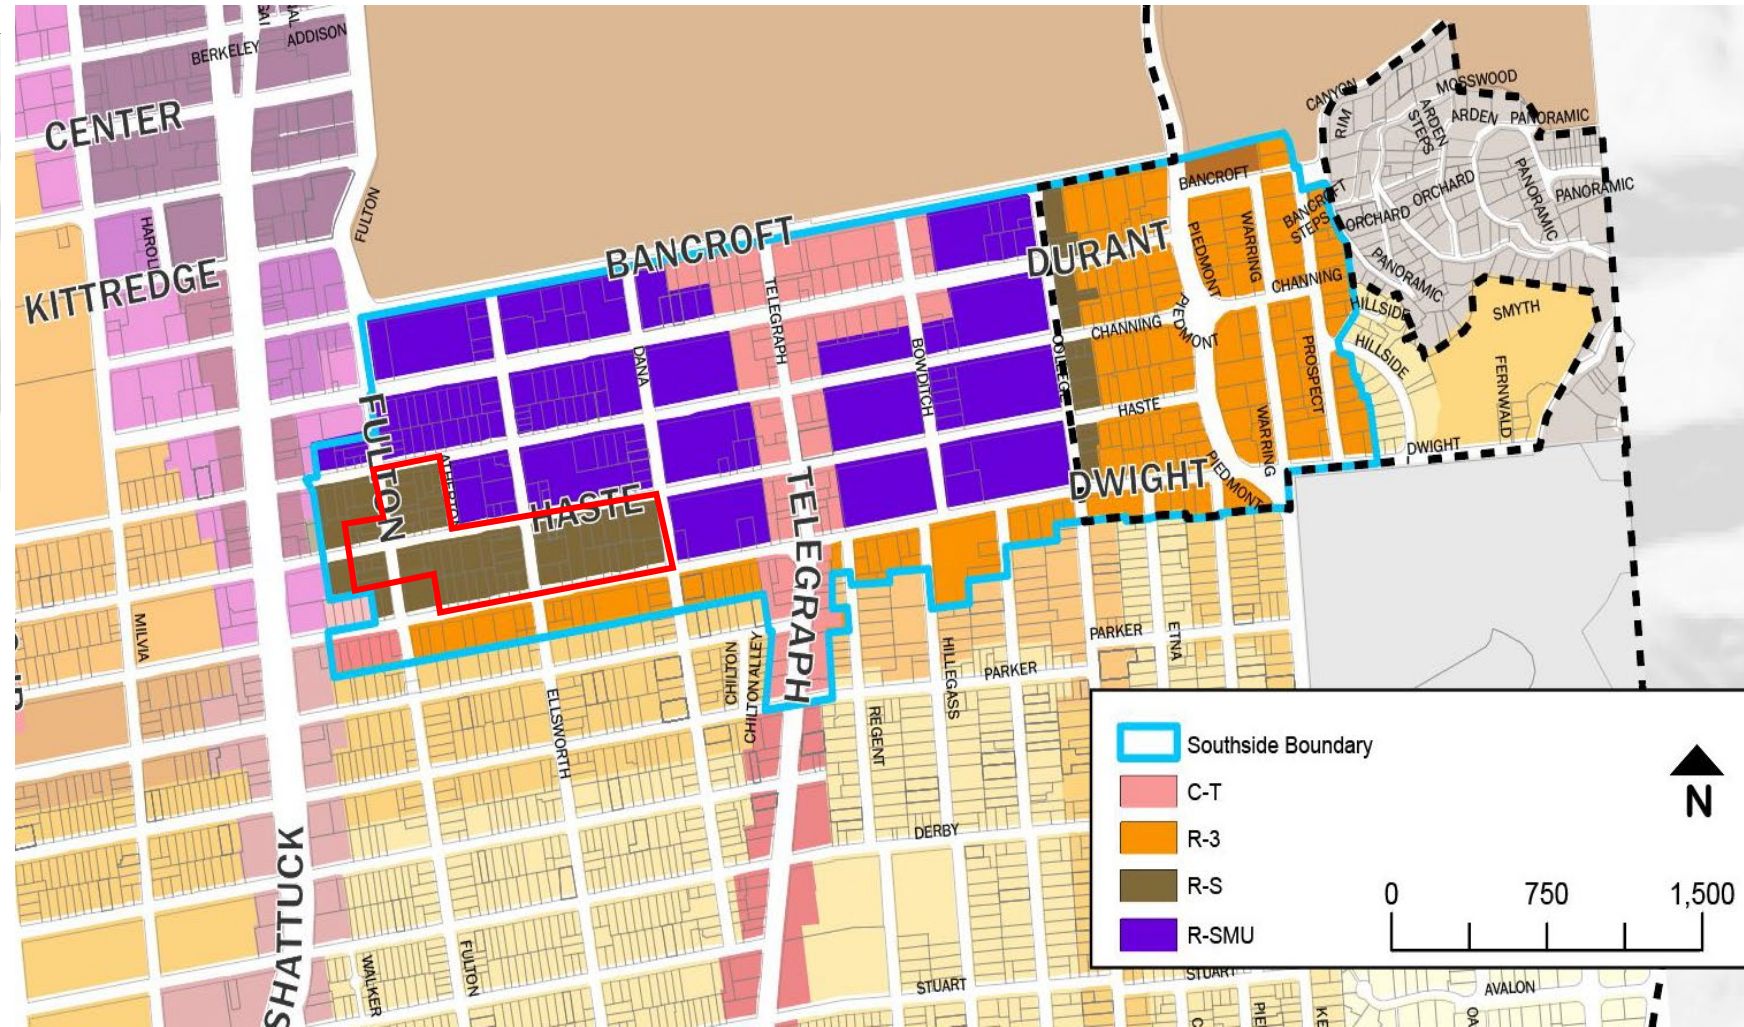 BERKELEY
ADDISON
CENTER
FULTON
HAROL
KITTREDGE
BANCROFT
CANYON
RIM
MOSSWOOD
ARDEN
STEPS
ARDEN
PANORAMIC
PANORAMIC
PANORAMIC
ORCHARD
ORCHARD
BANCROFT
BANCROFT
STEPS
PIEDMONT
WARRING
DURANT
CHANNING
PANORAMIC
HILLSIDE
HILLSIDE
SMYTH
FERNWALD
TELEGRAPH
DANA
BOWDITCH
CHANNING
PIEDMONT
PROSPECT
HASTE
WARRING
DWIGHT
FULTON
ATHERTON
HASTE
TELEGRAPH
DWIGHT
PIEDMONT
MILVIA
ELLSWORTH
CHILTON
CHILTON ALLEY
HILLEGASS
PARKER
PARKER
ETNA
REGENT
DERBY
SHATTUCK
WALKER
FULTON
STUART
STUART
AVALON
Southside Boundary
C-T
R-3
R-S
R-SMU
N
0 750 1,500